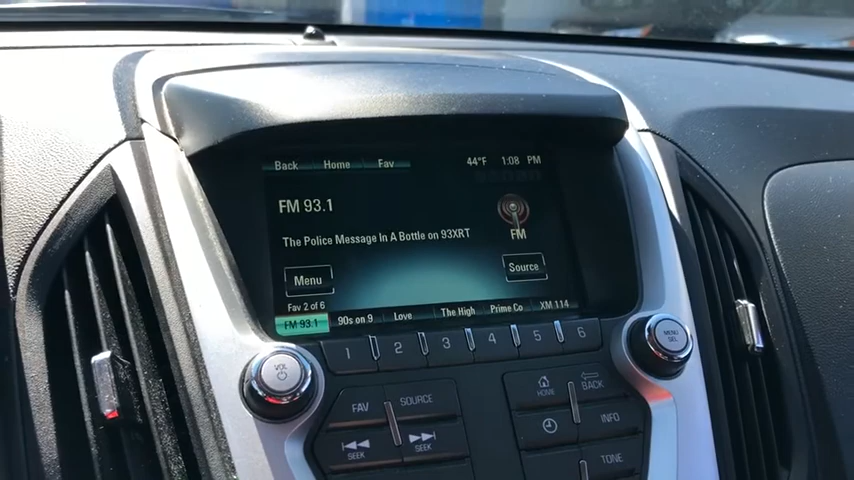 Back Home Fav 44°F 1:08 PM
FM 93.1
The Police Message In A Bottle on 93XRT
FM
Menu
Source
Fav 2 of 6
FM 93.1 90s on 9 Love The High Prime Co XM 114
1 2 3 4 5 6
VOL
MENU
SEL
FAV SOURCE
HOME BACK
INFO
SEEK SEEK
TONE